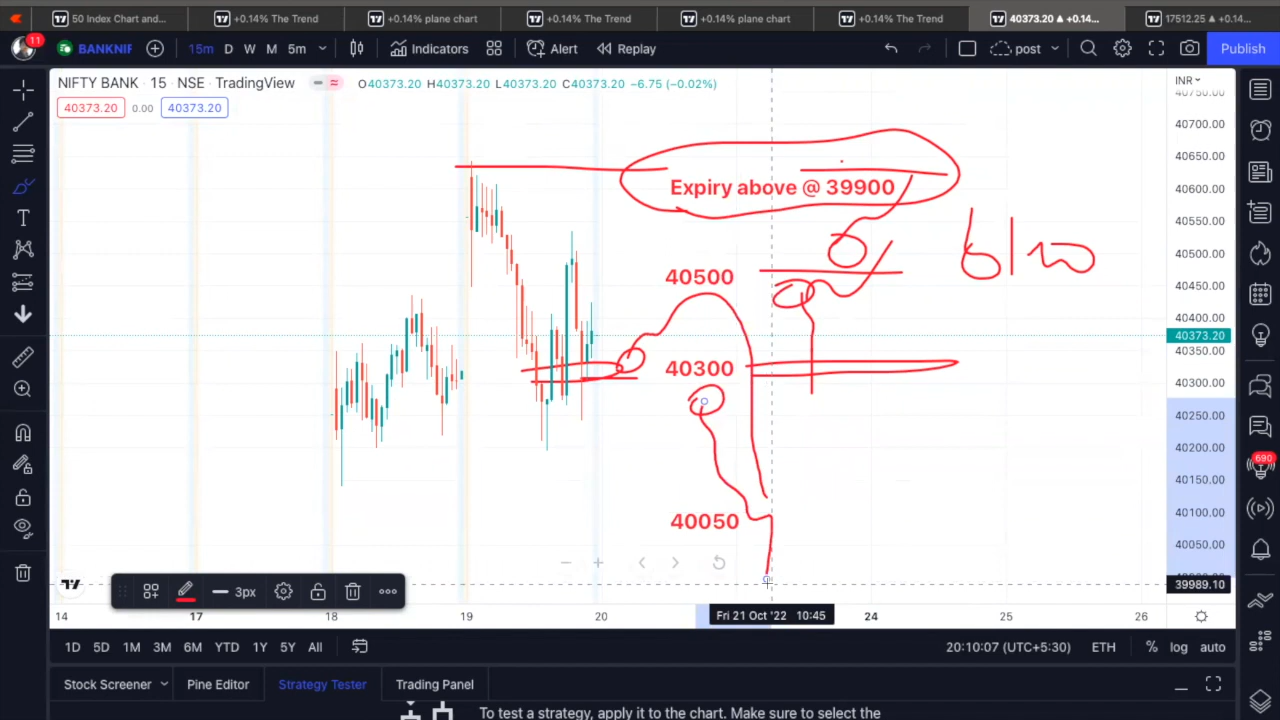 50 Index Chart and...
+0.14% The Trend
+0.14% plane chart
+0.14% The Trend
+0.14% plane chart
+0.14% The Trend
40373.20 ▲ +0.14...
17512.25 ▲ +0.14...
11
BANKNIF
15m D W M 5m
Indicators
Alert
Replay
post
Publish
NIFTY BANK · 15 · NSE · TradingView
O40373.20 H40373.20 L40373.20 C40373.20 −6.75 (−0.02%)
40373.20 0.00 40373.20
INR
40750.00
40700.00
40650.00
40600.00
40550.00
40500.00
40450.00
40400.00
40373.20
40350.00
40300.00
40250.00
40200.00
40150.00
40100.00
40050.00
39989.10
Expiry above @ 39900
40500
40300
40050
690
3px
14 17 18 19 20 Fri 21 Oct '22 10:45 24 25 26
1D 5D 1M 3M 6M YTD 1Y 5Y All
20:10:07 (UTC+5:30) ETH % log auto
Stock Screener Pine Editor Strategy Tester Trading Panel
To test a strategy, apply it to the chart. Make sure to select the